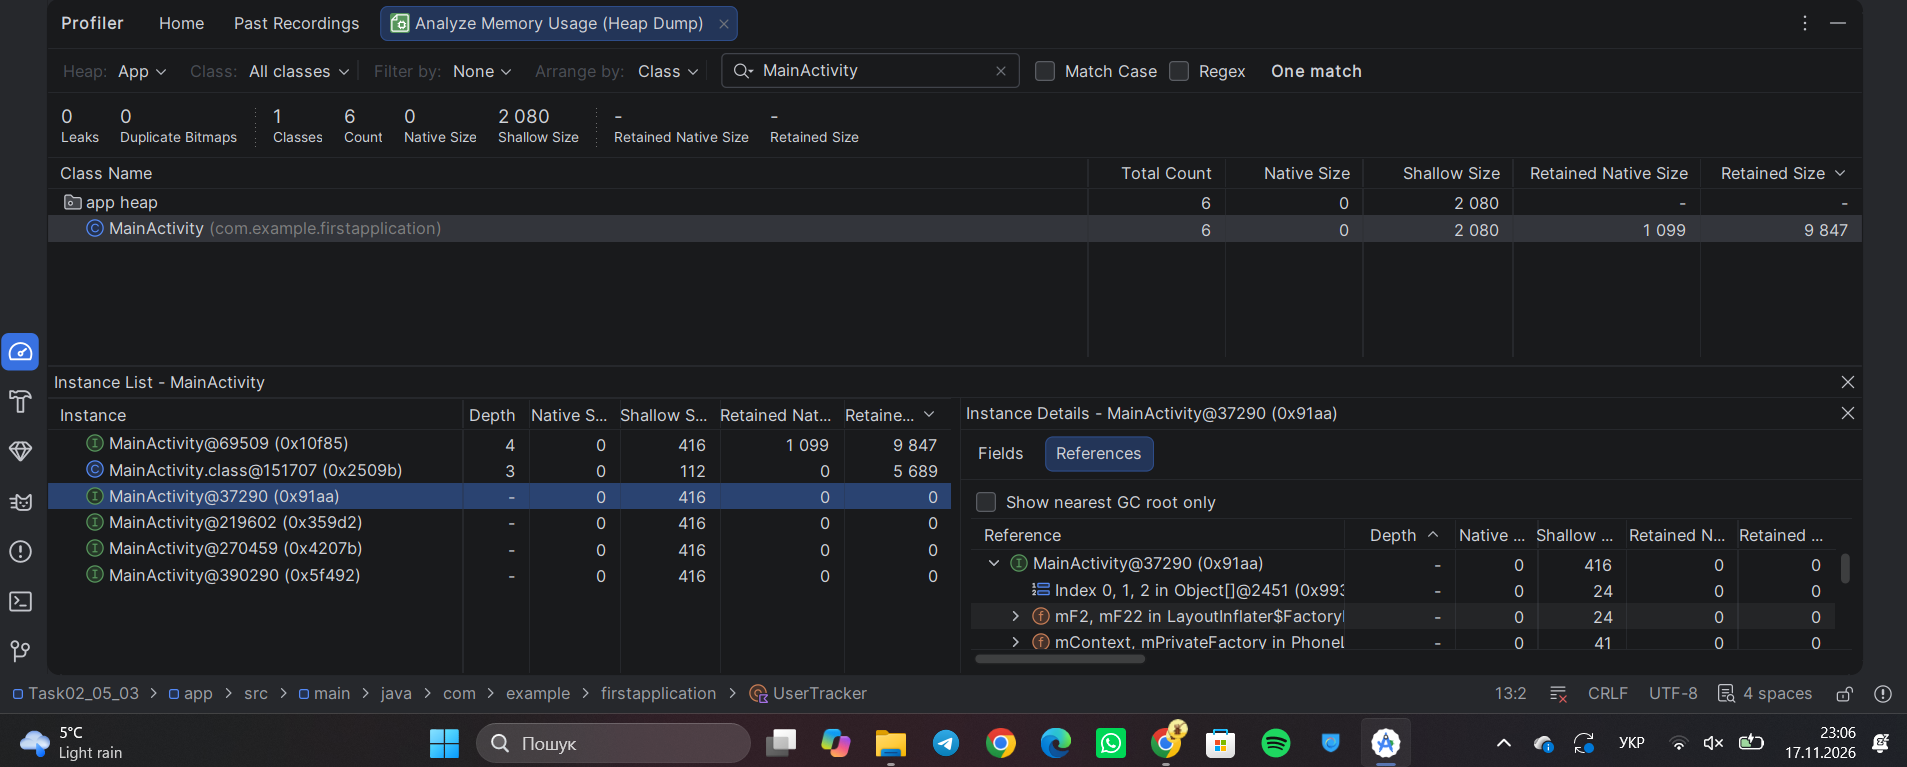 Profiler Home Past Recordings Analyze Memory Usage (Heap Dump)
Heap: App Class: All classes Filter by: None Arrange by: Class MainActivity Match Case Regex One match
0 0 1 6 0 2 080 - -
Leaks Duplicate Bitmaps Classes Count Native Size Shallow Size Retained Native Size Retained Size
Class Name Total Count Native Size Shallow Size Retained Native Size Retained Size
app heap 6 0 2 080 - -
MainActivity (com.example.firstapplication) 6 0 2 080 1 099 9 847
Instance List - MainActivity
Instance Depth Native S... Shallow S... Retained Nat... Retaine...
MainActivity@69509 (0x10f85) 4 0 416 1 099 9 847
MainActivity.class@151707 (0x2509b) 3 0 112 0 5 689
MainActivity@37290 (0x91aa) - 0 416 0 0
MainActivity@219602 (0x359d2) - 0 416 0 0
MainActivity@270459 (0x4207b) - 0 416 0 0
MainActivity@390290 (0x5f492) - 0 416 0 0
Instance Details - MainActivity@37290 (0x91aa)
Fields References
Show nearest GC root only
Reference Depth Native ... Shallow ... Retained N... Retained ...
MainActivity@37290 (0x91aa) - 0 416 0 0
Index 0, 1, 2 in Object[]@2451 (0x993 - 0 24 0 0
mF2, mF22 in LayoutInflater$Factory - 0 24 0 0
mContext, mPrivateFactory in Phone - 0 41 0 0
Task02_05_03 app src main java com example firstapplication UserTracker 13:2 CRLF UTF-8 4 spaces
5°C
Light rain
Пошук
УКР
23:06
17.11.2026